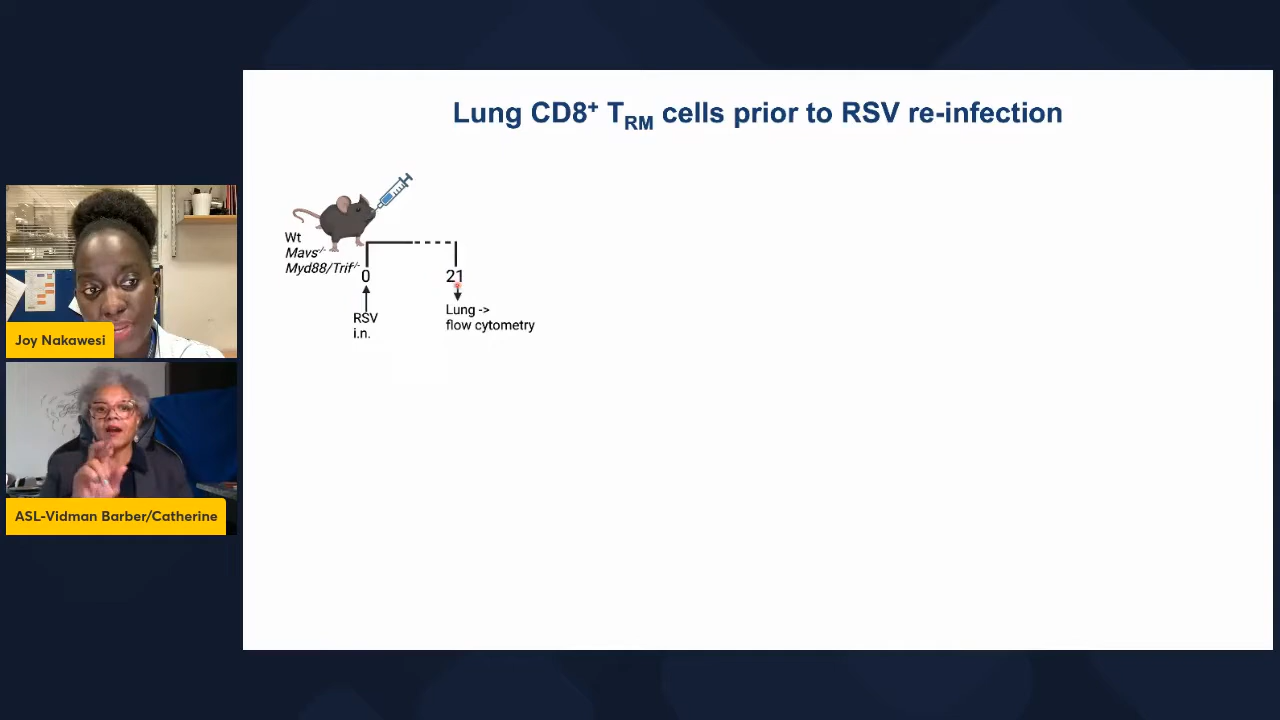 Lung CD8⁺ TRM cells prior to RSV re-infection
Wt
Mavs-/-
Myd88/Trif-/-
0
21
RSV
i.n.
Lung ->
flow cytometry
Joy Nakawesi
ASL-Vidman Barber/Catherine